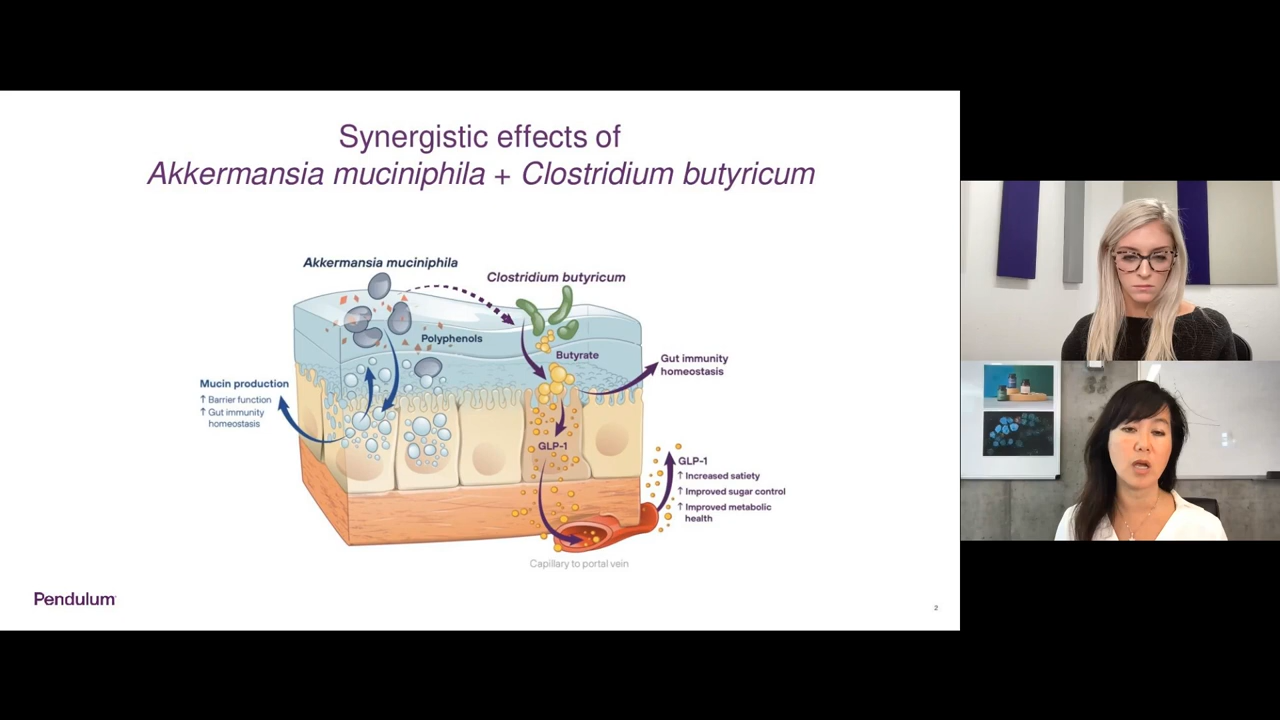 Synergistic effects of
Akkermansia muciniphila + Clostridium butyricum
Akkermansia muciniphila
Clostridium butyricum
Polyphenols
Butyrate
Gut immunity
homeostasis
Mucin production
↑ Barrier function
↑ Gut immunity
homeostasis
GLP-1
GLP-1
↑ Increased satiety
↑ Improved sugar control
↑ Improved metabolic
health
Capillary to portal vein
Pendulum
2